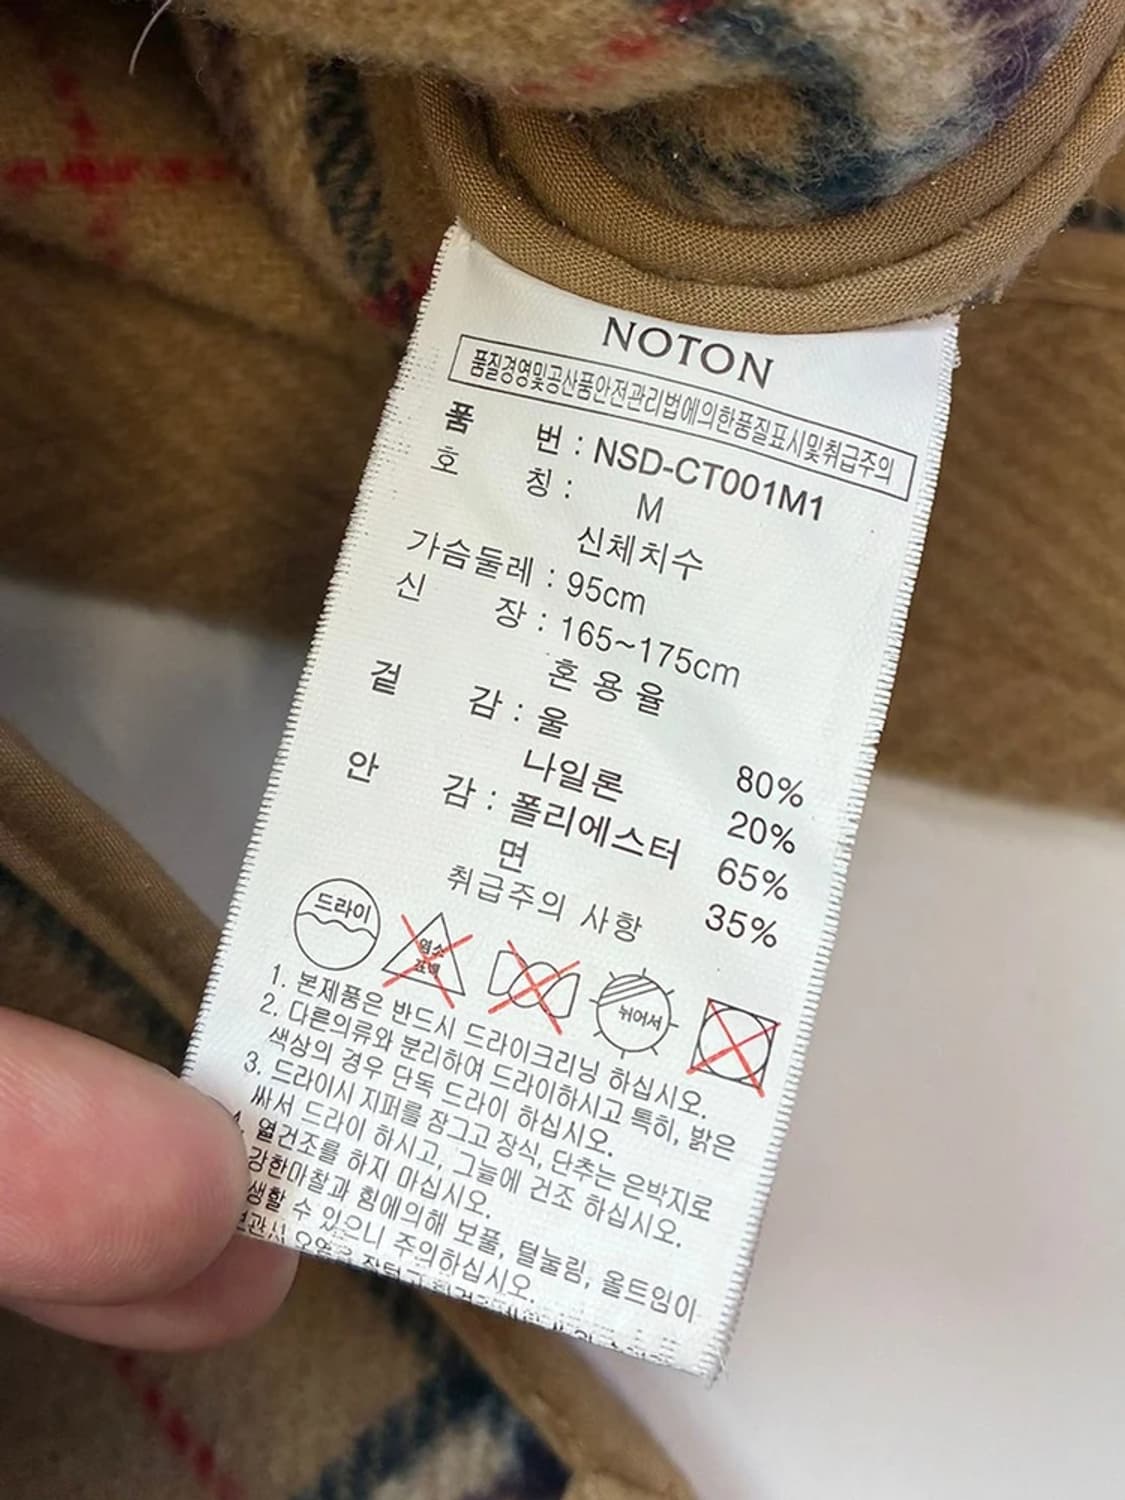 NOTON
품질경영및공산품안전관리법에의한품질표시및취급주의
품 번 : NSD-CT001M1
호 칭 : M
신체치수
가슴둘레 : 95cm
신 장 : 165~175cm
혼 용 율
겉 감 : 울 80%
나일론 20%
안 감 : 폴리에스터 65%
면 35%
취급주의 사항
드라이
염소
표백
뉘어서
1. 본제품은 반드시 드라이크리닝 하십시오.
2. 다른의류와 분리하여 드라이하시고 특히, 밝은
색상의 경우 단독 드라이 하십시오.
3. 드라이시 지퍼를 잠그고 장식, 단추는 은박지로
싸서 드라이 하시고, 그늘에 건조 하십시오.
4. 열건조를 하지 마십시오.
강한마찰과 힘에의해 보풀, 털눌림, 올트임이
생할 수 있으니 주의하십시오.